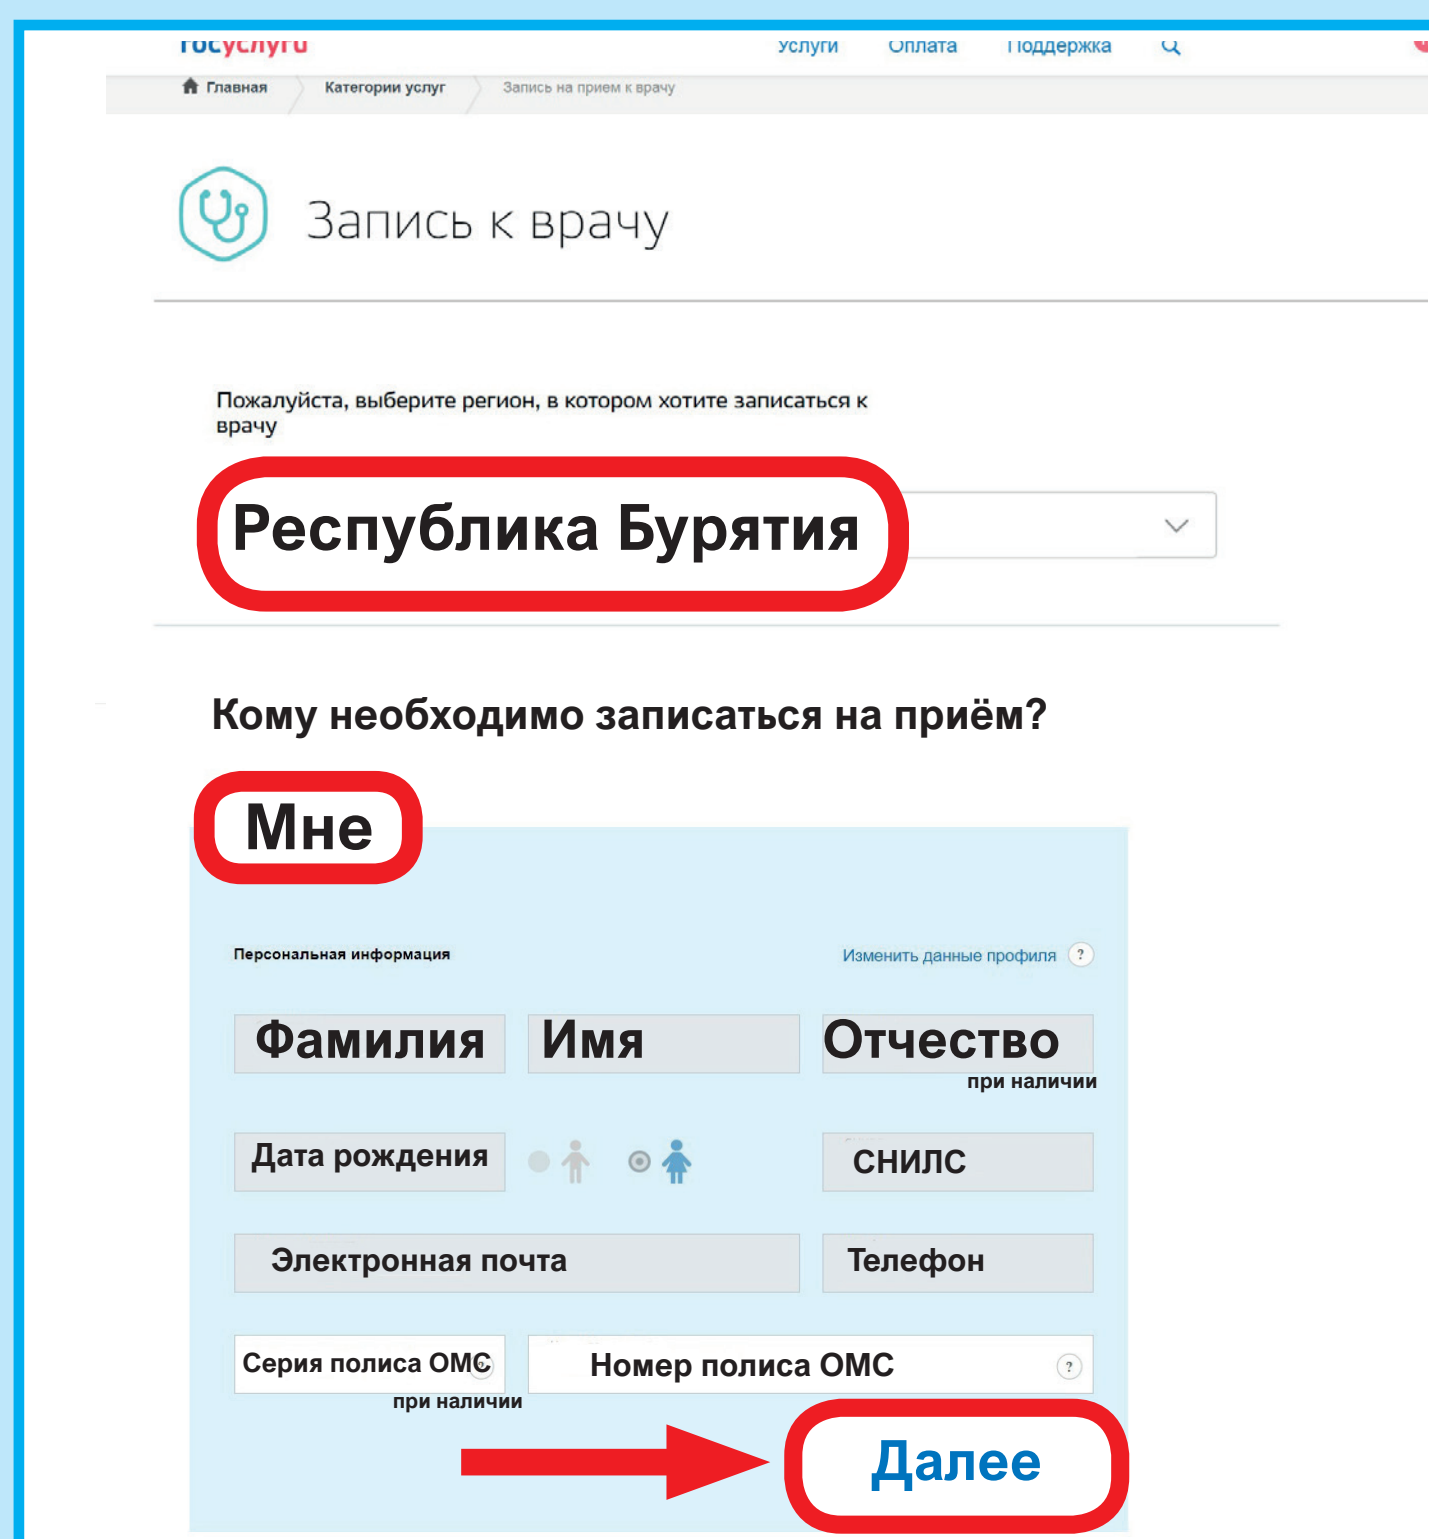 госуслуги
Услуги Оплата Поддержка
Главная Категории услуг Запись на прием к врачу
Запись к врачу
Пожалуйста, выберите регион, в котором хотите записаться к
врачу
Республика Бурятия
Кому необходимо записаться на приём?
Мне
Персональная информация Изменить данные профиля ?
Фамилия Имя Отчество
при наличии
Дата рождения СНИЛС
Электронная почта Телефон
Серия полиса ОМС ? Номер полиса ОМС ?
при наличии
Далее